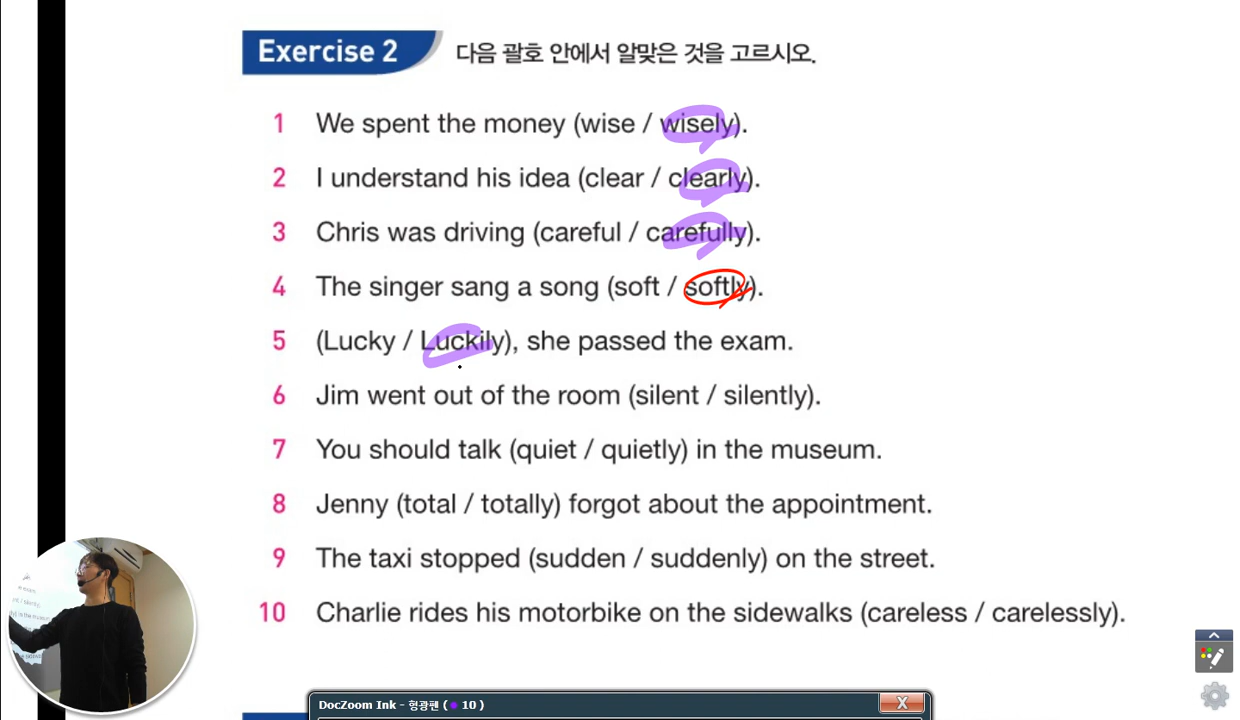 Exercise 2 다음 괄호 안에서 알맞은 것을 고르시오.
1 We spent the money (wise / wisely).
2 I understand his idea (clear / clearly).
3 Chris was driving (careful / carefully).
4 The singer sang a song (soft / softly).
5 (Lucky / Luckily), she passed the exam.
6 Jim went out of the room (silent / silently).
7 You should talk (quiet / quietly) in the museum.
8 Jenny (total / totally) forgot about the appointment.
9 The taxi stopped (sudden / suddenly) on the street.
10 Charlie rides his motorbike on the sidewalks (careless / carelessly).
DocZoom Ink - 형광펜 ( 10 )